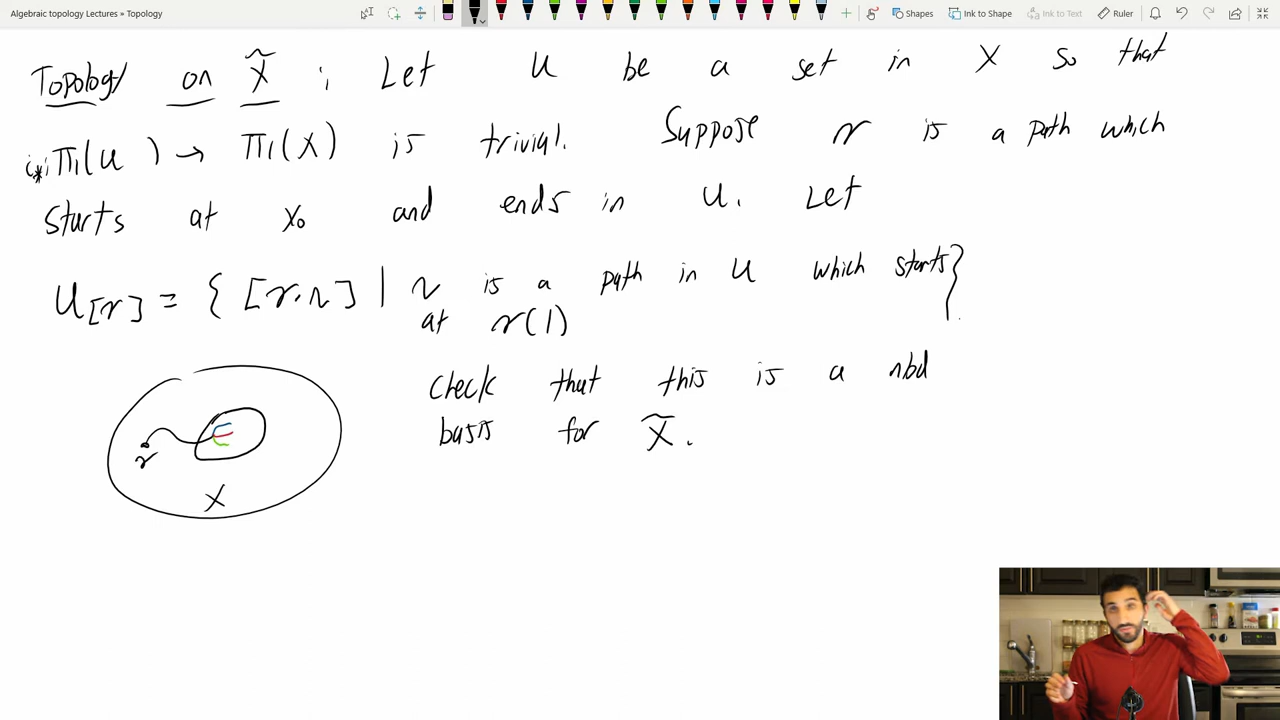 Algebraic topology Lectures » Topology
Shapes Ink to Shape Ink to Text Ruler
Topology on X̃ : Let U be a set in X so that
i* : π1(U) → π1(X) is trivial. Suppose γ is a path which
starts at x0 and ends in U. Let
U[γ] = { [γ·η] | η is a path in U which starts
at γ(1) }
check that this is a nbd
basis for X̃.
γ
X